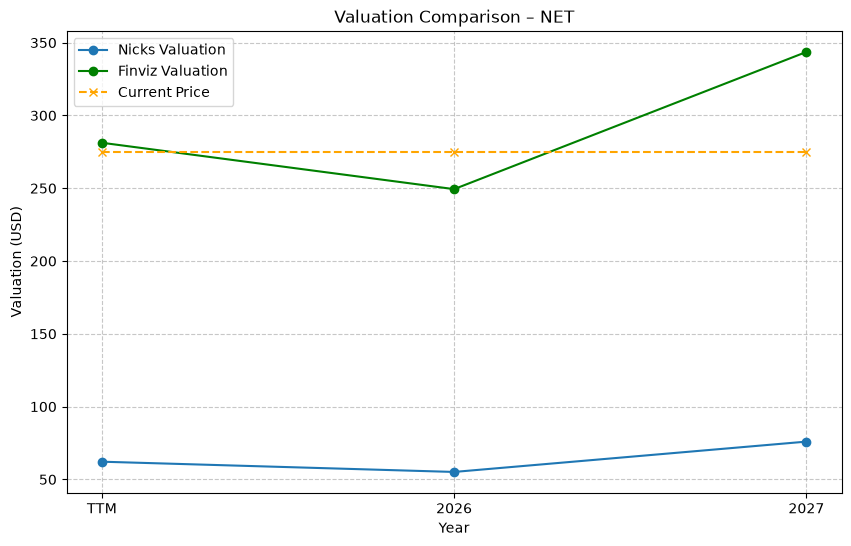 Valuation Comparison – NET
Nicks Valuation
Finviz Valuation
Current Price
350
300
250
200
150
100
50
Valuation (USD)
TTM
2026
2027
Year